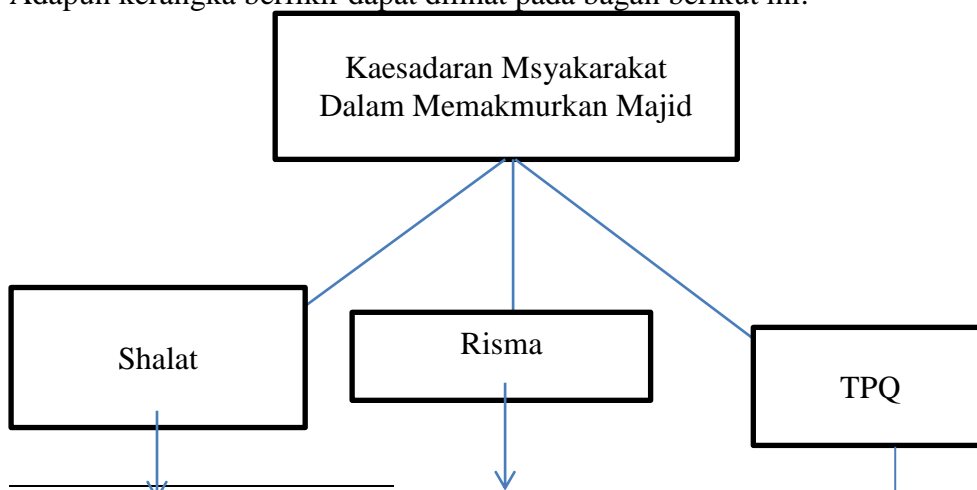 Adapun kerangka berfikir dapat dilihat pada bagan berikut ini:
Kaesadaran Msyakarakat
Dalam Memakmurkan Majid
Shalat
Risma
TPQ